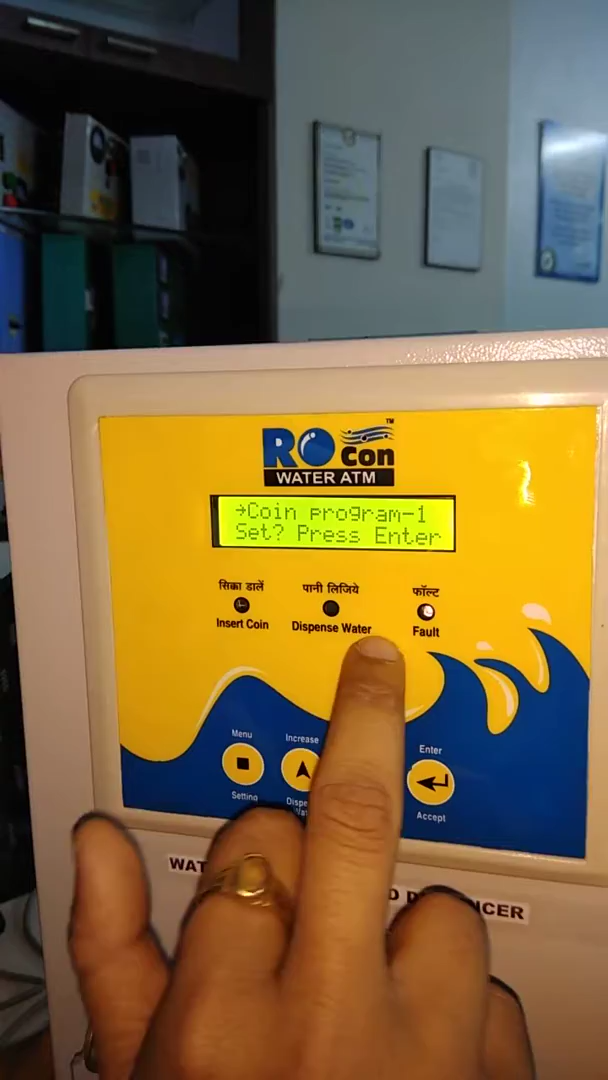 RO con
TM
WATER ATM
→Coin program-1
Set? Press Enter
सिक्का डालें
पानी लिजिये
फॉल्ट
Insert Coin
Dispense Water
Fault
Menu
Increase
Enter
Setting
Accept